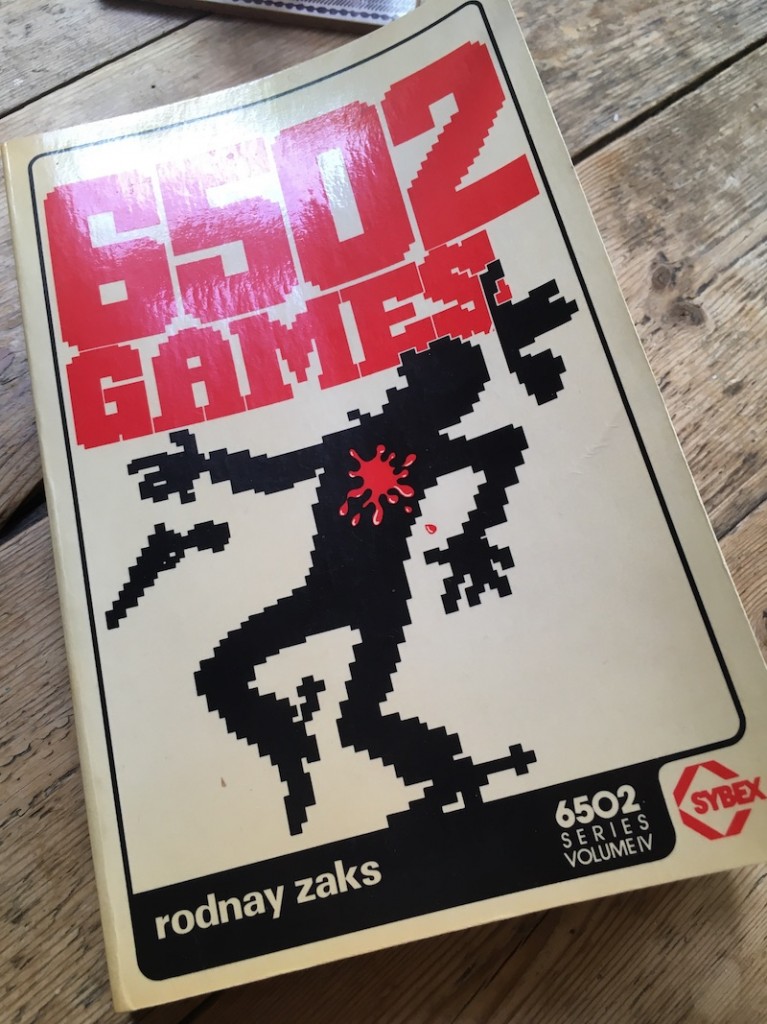 6502
GAMES
6502
SERIES
VOLUME IV
SYBEX
rodnay zaks